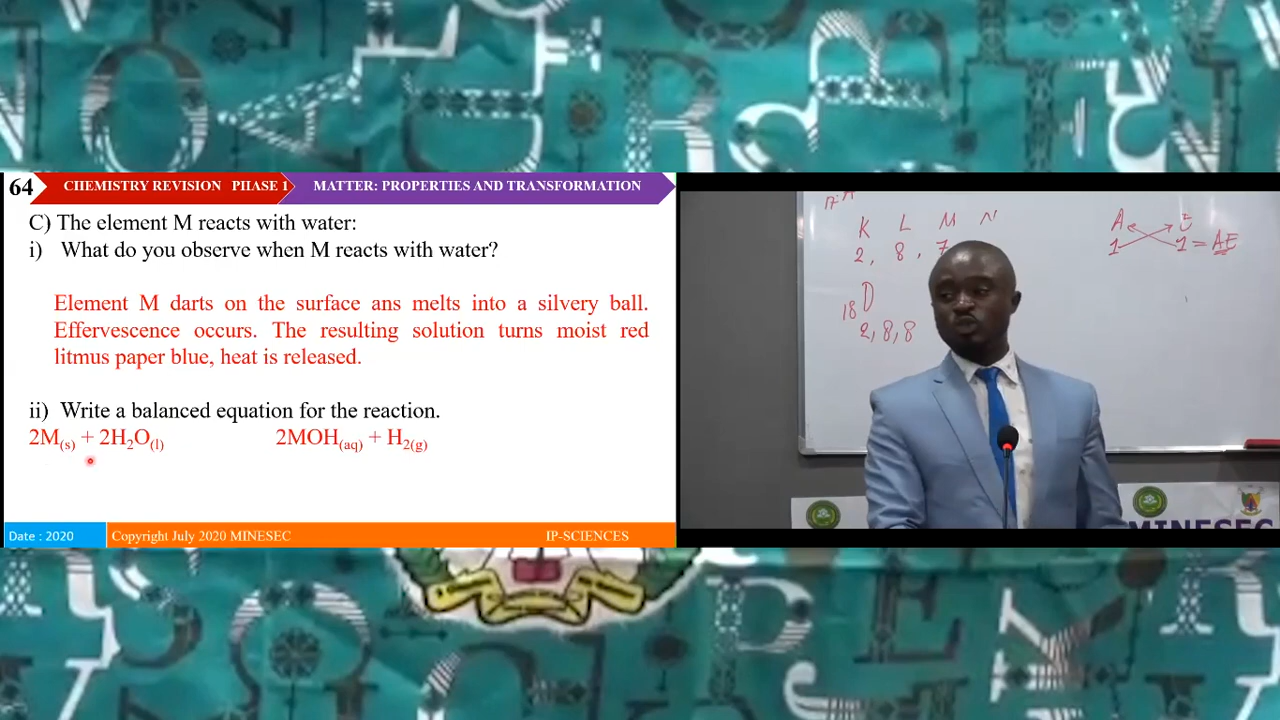 64 CHEMISTRY REVISION PHASE 1 MATTER: PROPERTIES AND TRANSFORMATION
C) The element M reacts with water:
i) What do you observe when M reacts with water?
Element M darts on the surface ans melts into a silvery ball.
Effervescence occurs. The resulting solution turns moist red
litmus paper blue, heat is released.
ii) Write a balanced equation for the reaction.
2M(s) + 2H2O(l) 2MOH(aq) + H2(g)
Date : 2020 Copyright July 2020 MINESEC IP-SCIENCES
K L M N
2, 8, 7
18 D
2, 8, 8
A E
1 1 = AE
MINESEC